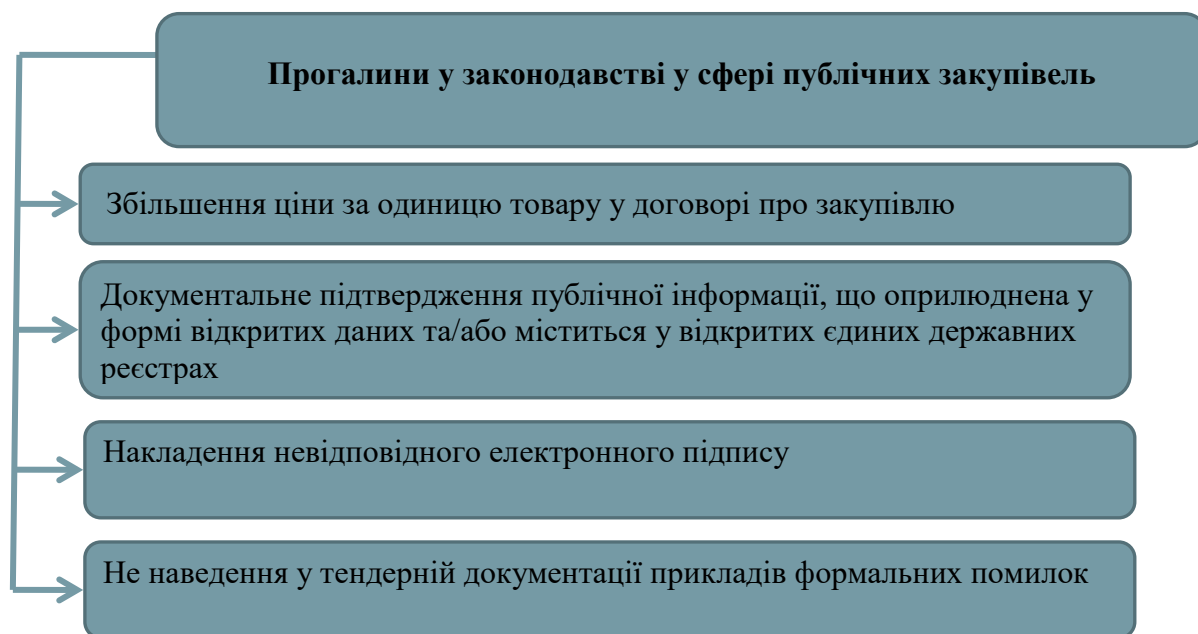 Прогалини у законодавстві у сфері публічних закупівель
Збільшення ціни за одиницю товару у договорі про закупівлю
Документальне підтвердження публічної інформації, що оприлюднена у
формі відкритих даних та/або міститься у відкритих єдиних державних
реєстрах
Накладення невідповідного електронного підпису
Не наведення у тендерній документації прикладів формальних помилок